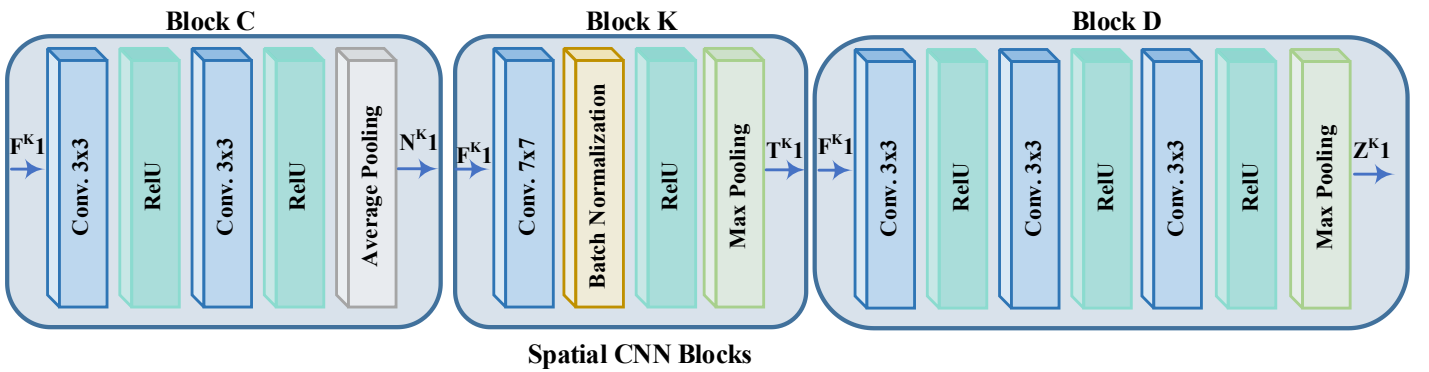 Block C
Block K
Block D
F^K1
Conv. 3x3
RelU
Conv. 3x3
RelU
Average Pooling
N^K1
F^K1
Conv. 7x7
Batch Normalization
RelU
Max Pooling
T^K1
F^K1
Conv. 3x3
RelU
Conv. 3x3
RelU
Conv. 3x3
RelU
Max Pooling
Z^K1
Spatial CNN Blocks